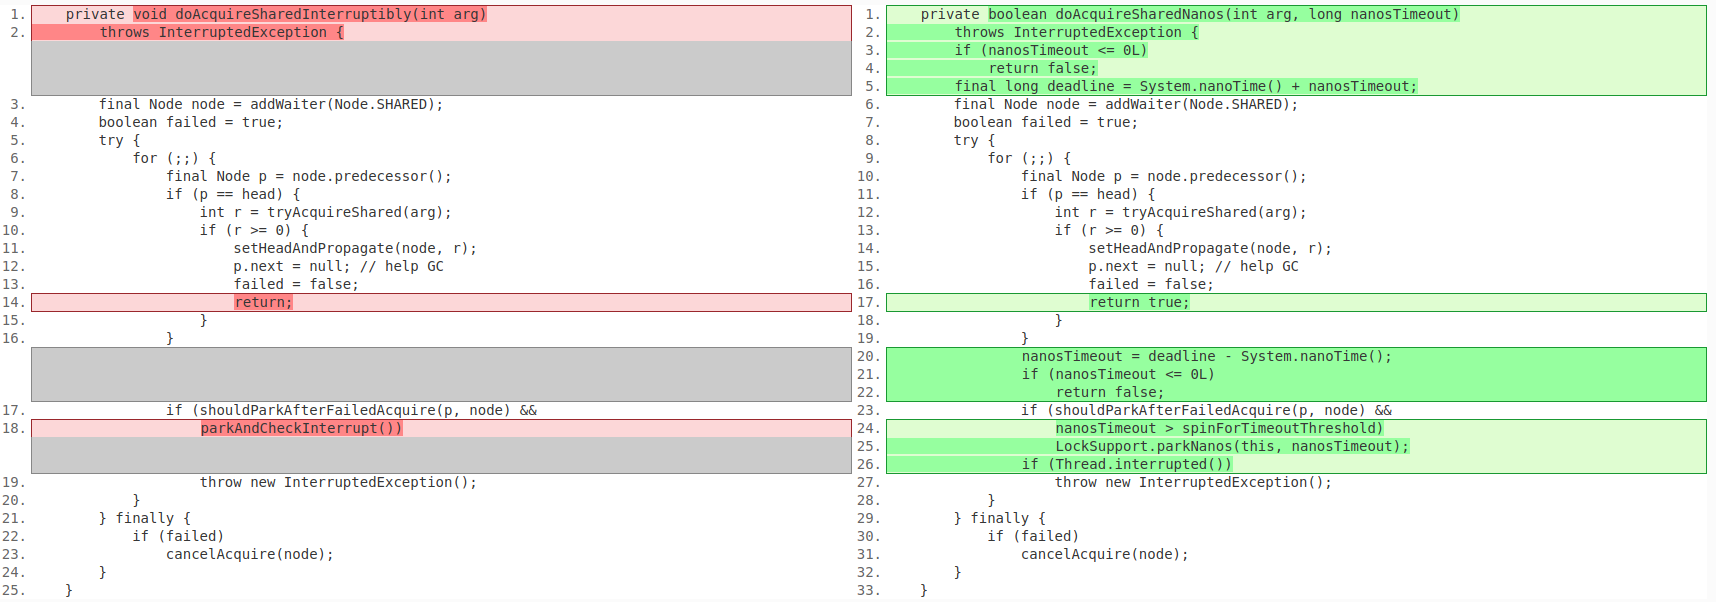 1. private void doAcquireSharedInterruptibly(int arg)
2. throws InterruptedException {
3. final Node node = addWaiter(Node.SHARED);
4. boolean failed = true;
5. try {
6. for (;;) {
7. final Node p = node.predecessor();
8. if (p == head) {
9. int r = tryAcquireShared(arg);
10. if (r >= 0) {
11. setHeadAndPropagate(node, r);
12. p.next = null; // help GC
13. failed = false;
14. return;
15. }
16. }
17. if (shouldParkAfterFailedAcquire(p, node) &&
18. parkAndCheckInterrupt())
19. throw new InterruptedException();
20. }
21. } finally {
22. if (failed)
23. cancelAcquire(node);
24. }
25. }
1. private boolean doAcquireSharedNanos(int arg, long nanosTimeout)
2. throws InterruptedException {
3. if (nanosTimeout <= 0L)
4. return false;
5. final long deadline = System.nanoTime() + nanosTimeout;
6. final Node node = addWaiter(Node.SHARED);
7. boolean failed = true;
8. try {
9. for (;;) {
10. final Node p = node.predecessor();
11. if (p == head) {
12. int r = tryAcquireShared(arg);
13. if (r >= 0) {
14. setHeadAndPropagate(node, r);
15. p.next = null; // help GC
16. failed = false;
17. return true;
18. }
19. }
20. nanosTimeout = deadline - System.nanoTime();
21. if (nanosTimeout <= 0L)
22. return false;
23. if (shouldParkAfterFailedAcquire(p, node) &&
24. nanosTimeout > spinForTimeoutThreshold)
25. LockSupport.parkNanos(this, nanosTimeout);
26. if (Thread.interrupted())
27. throw new InterruptedException();
28. }
29. } finally {
30. if (failed)
31. cancelAcquire(node);
32. }
33. }